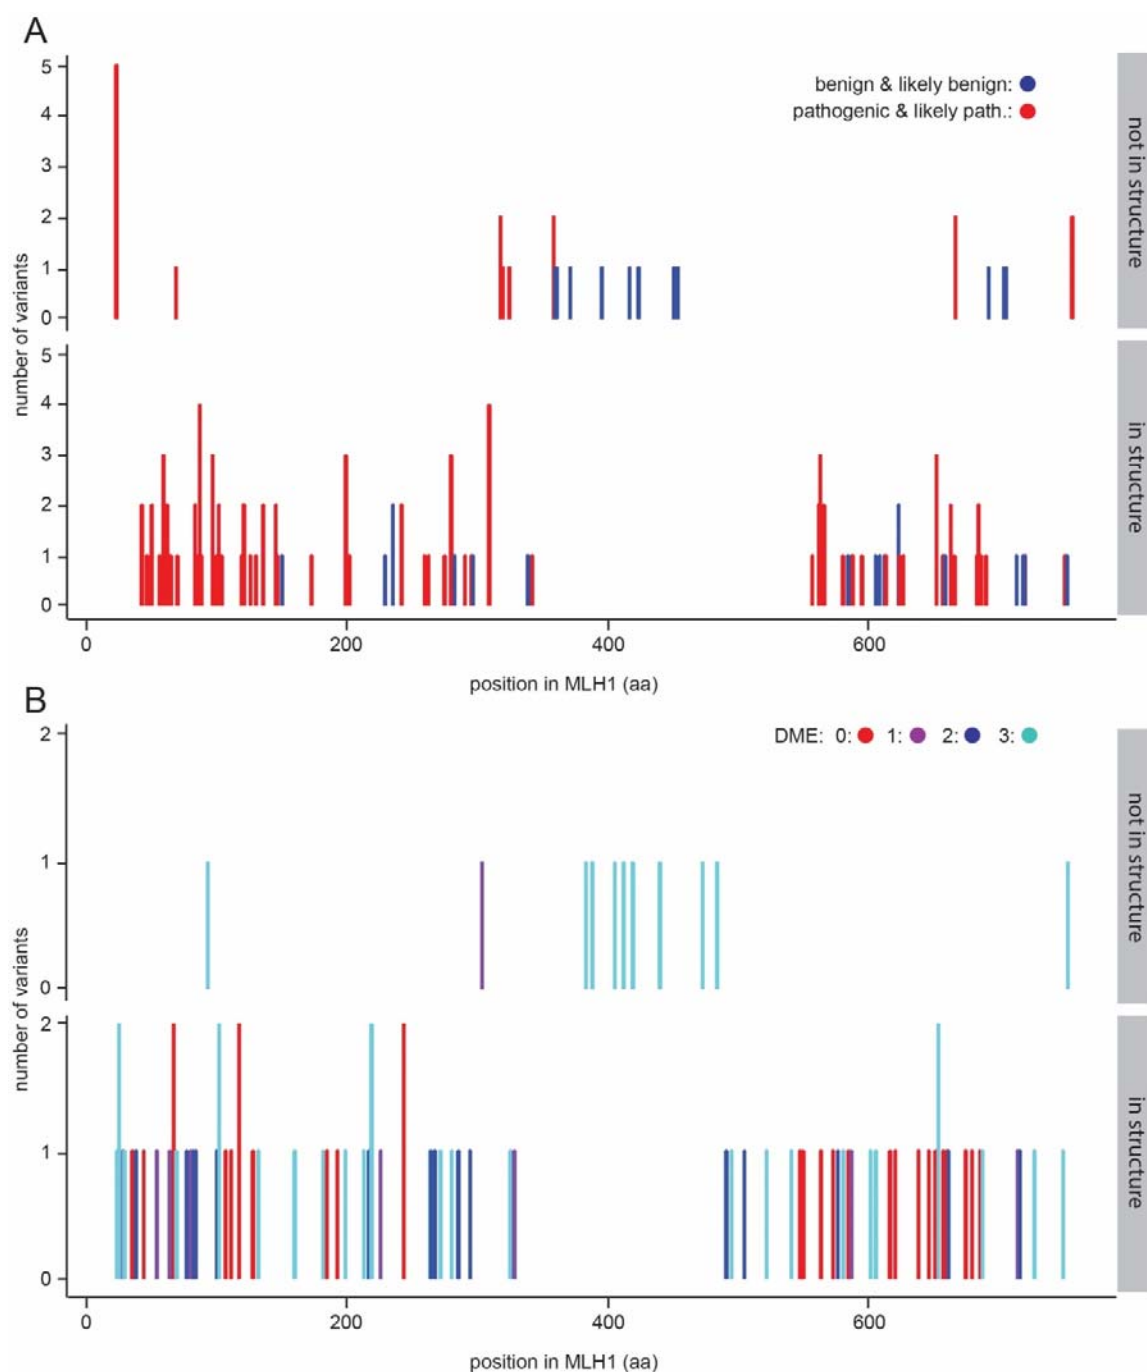 A
5
4
3
2
1
0
benign & likely benign:
pathogenic & likely path.:
not in structure
number of variants
5
4
3
2
1
0
in structure
0 200 400 600
position in MLH1 (aa)
B
2
1
0
DME: 0: 1: 2: 3:
not in structure
number of variants
2
1
0
in structure
0 200 400 600
position in MLH1 (aa)